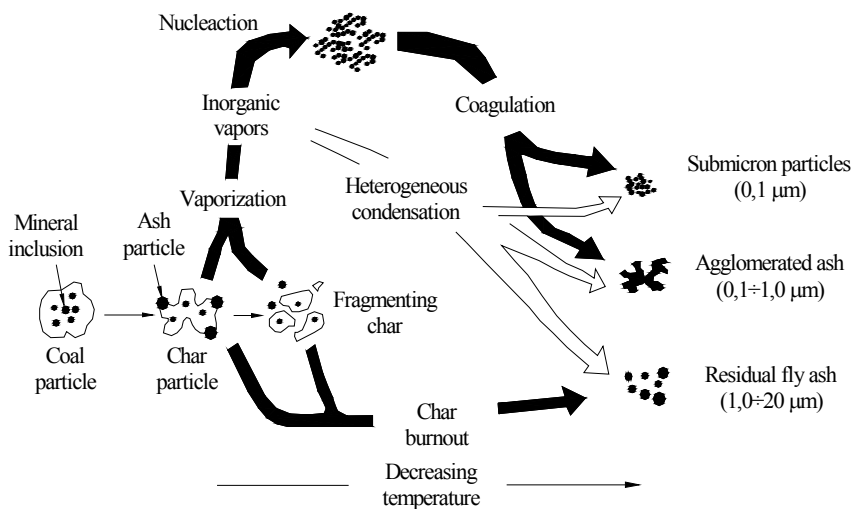 Nucleaction
Inorganic
vapors
Coagulation
Submicron particles
(0,1 μm)
Vaporization
Heterogeneous
condensation
Mineral
inclusion
Ash
particle
Agglomerated ash
(0,1÷1,0 μm)
Fragmenting
char
Coal
particle
Char
particle
Residual fly ash
(1,0÷20 μm)
Char
burnout
Decreasing
temperature